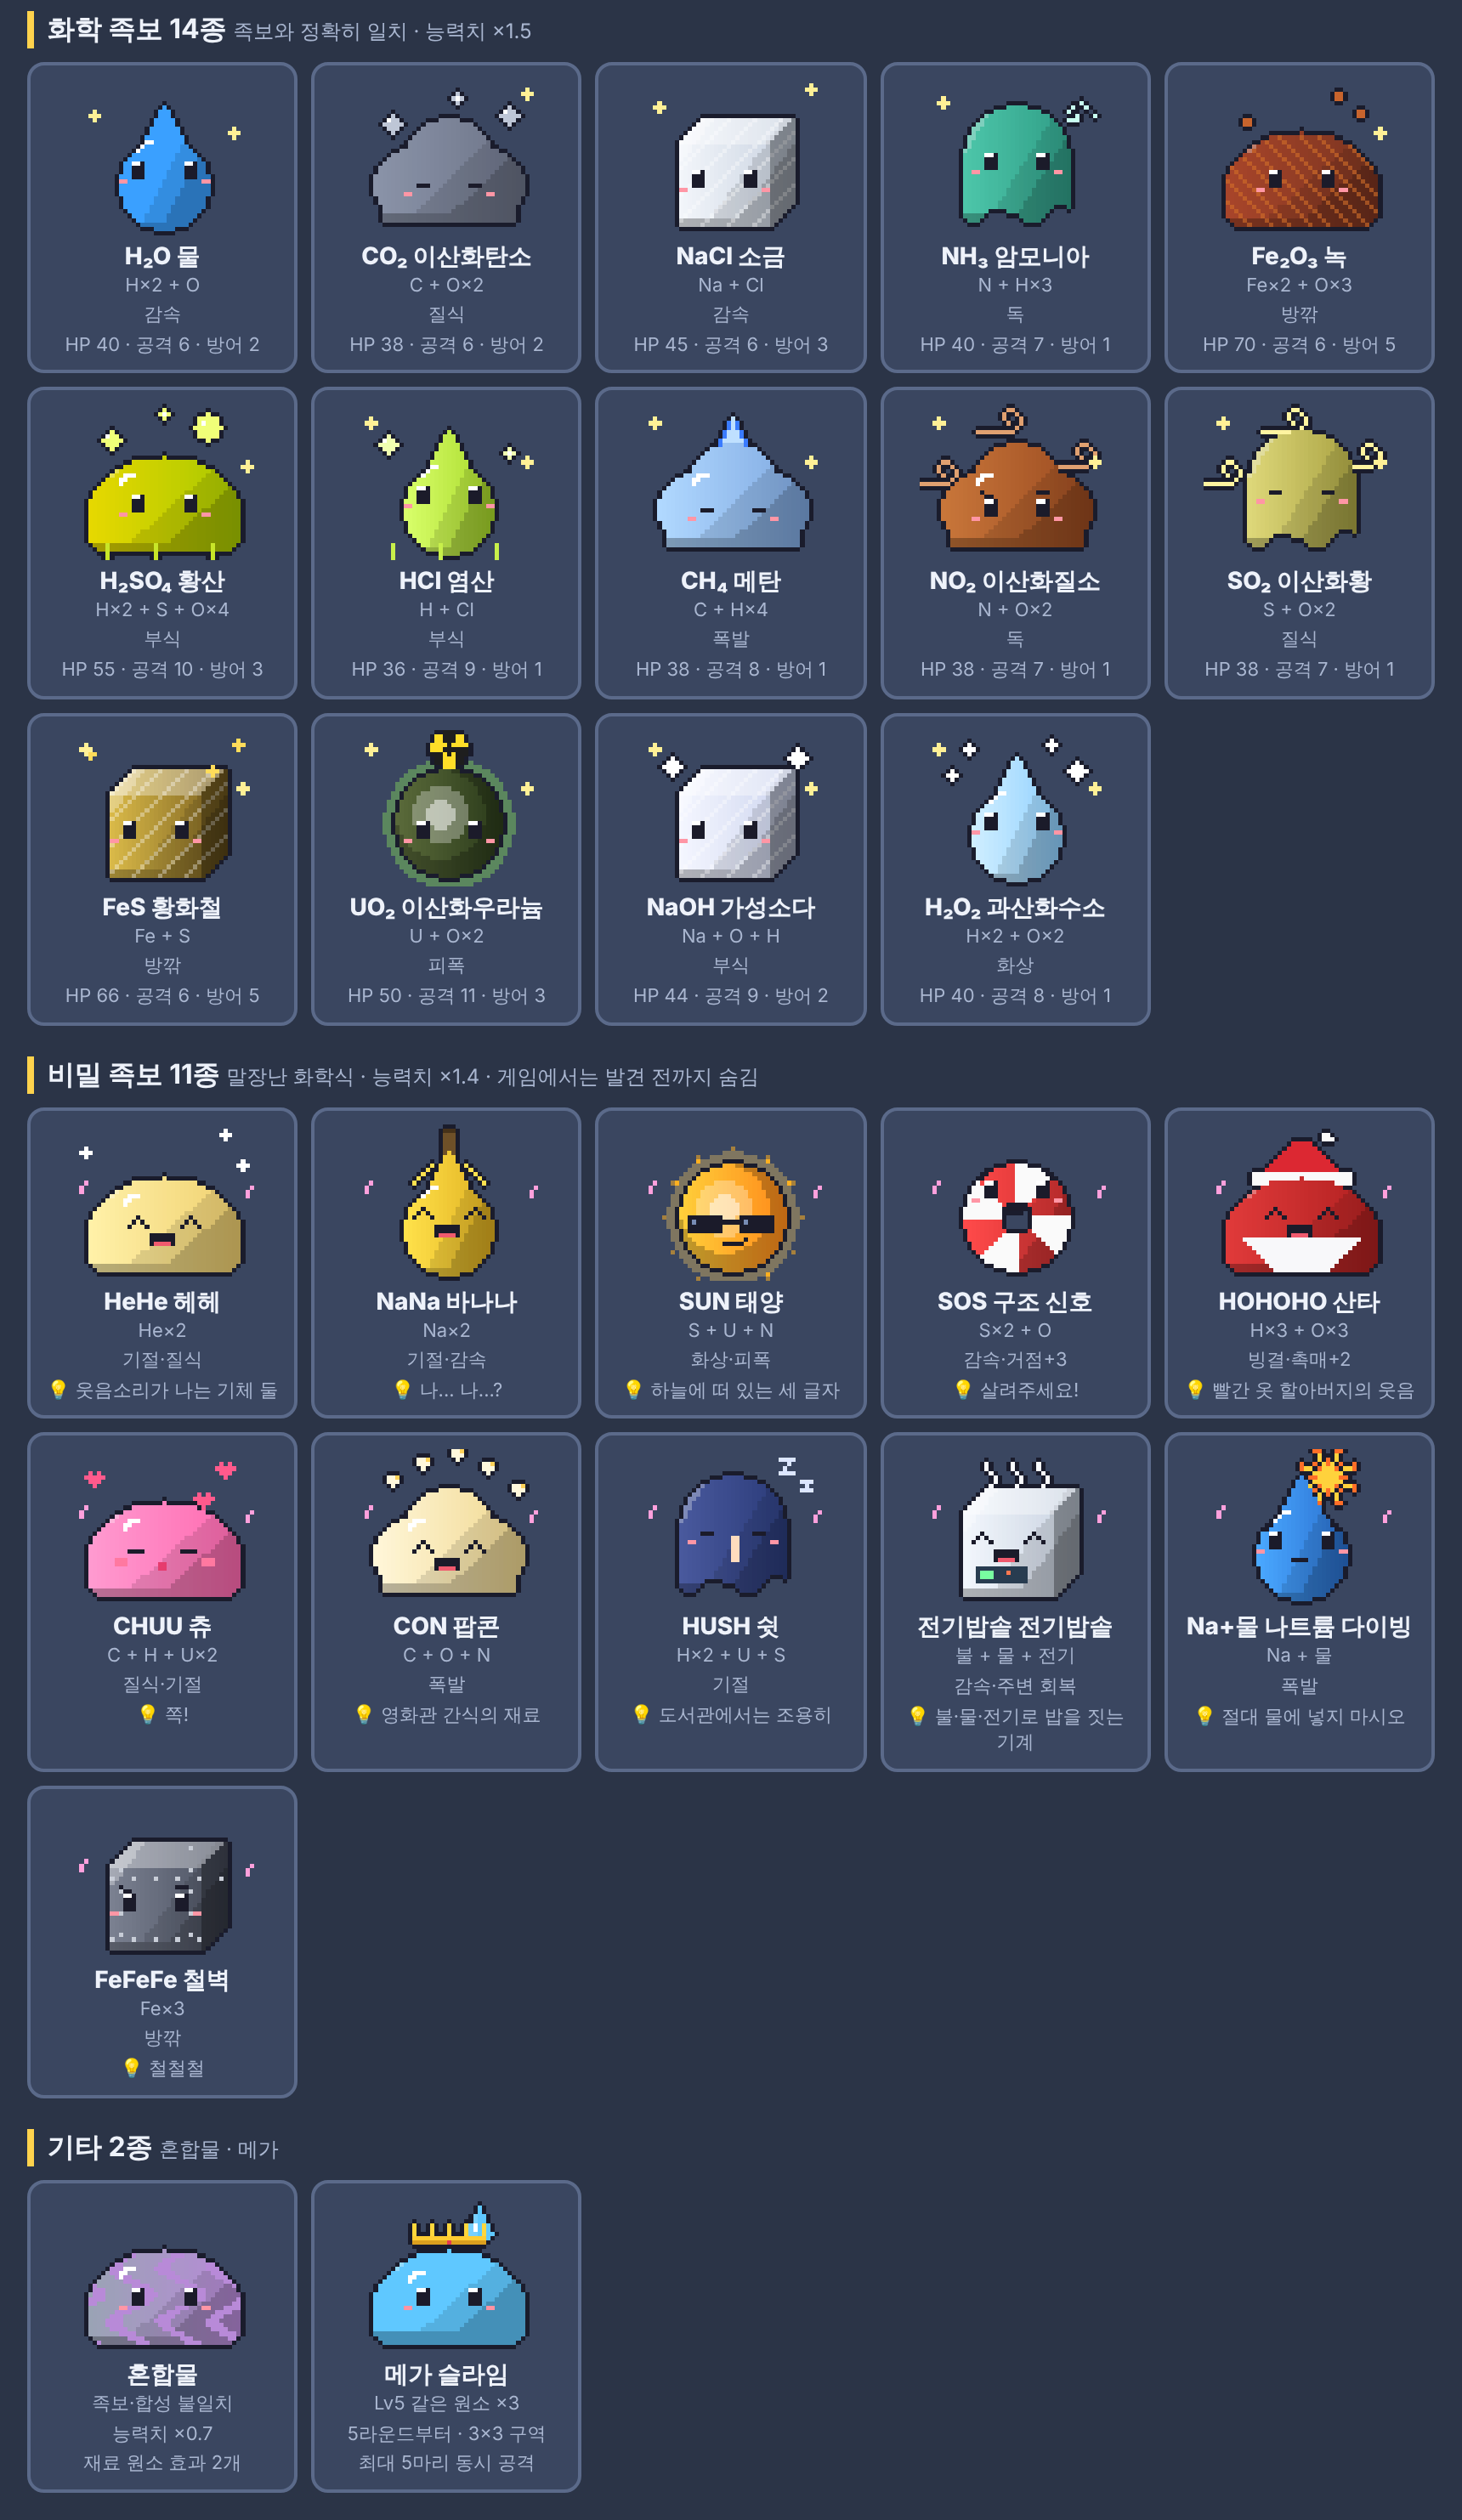 화학 족보 14종 족보와 정확히 일치 · 능력치 ×1.5
H₂O 물
H×2 + O
감속
HP 40 · 공격 6 · 방어 2
CO₂ 이산화탄소
C + O×2
질식
HP 38 · 공격 6 · 방어 2
NaCl 소금
Na + Cl
감속
HP 45 · 공격 6 · 방어 3
NH₃ 암모니아
N + H×3
독
HP 40 · 공격 7 · 방어 1
Fe₂O₃ 녹
Fe×2 + O×3
방깎
HP 70 · 공격 6 · 방어 5
H₂SO₄ 황산
H×2 + S + O×4
부식
HP 55 · 공격 10 · 방어 3
HCl 염산
H + Cl
부식
HP 36 · 공격 9 · 방어 1
CH₄ 메탄
C + H×4
폭발
HP 38 · 공격 8 · 방어 1
NO₂ 이산화질소
N + O×2
독
HP 38 · 공격 7 · 방어 1
SO₂ 이산화황
S + O×2
질식
HP 38 · 공격 7 · 방어 1
FeS 황화철
Fe + S
방깎
HP 66 · 공격 6 · 방어 5
UO₂ 이산화우라늄
U + O×2
피폭
HP 50 · 공격 11 · 방어 3
NaOH 가성소다
Na + O + H
부식
HP 44 · 공격 9 · 방어 2
H₂O₂ 과산화수소
H×2 + O×2
화상
HP 40 · 공격 8 · 방어 1
비밀 족보 11종 말장난 화학식 · 능력치 ×1.4 · 게임에서는 발견 전까지 숨김
HeHe 헤헤
He×2
기절·질식
💡 웃음소리가 나는 기체 둘
NaNa 바나나
Na×2
기절·감속
💡 나... 나...?
SUN 태양
S + U + N
화상·피폭
💡 하늘에 떠 있는 세 글자
SOS 구조 신호
S×2 + O
감속·거점+3
💡 살려주세요!
HOHOHO 산타
H×3 + O×3
빙결·촉매+2
💡 빨간 옷 할아버지의 웃음
CHUU 츄
C + H + U×2
질식·기절
💡 쪽!
CON 팝콘
C + O + N
폭발
💡 영화관 간식의 재료
HUSH 쉿
H×2 + U + S
기절
💡 도서관에서는 조용히
전기밥솥 전기밥솥
불 + 물 + 전기
감속·주변 회복
💡 불·물·전기로 밥을 짓는
기계
Na+물 나트륨 다이빙
Na + 물
폭발
💡 절대 물에 넣지 마시오
FeFeFe 철벽
Fe×3
방깎
💡 철철철
기타 2종 혼합물 · 메가
혼합물
족보·합성 불일치
능력치 ×0.7
재료 원소 효과 2개
메가 슬라임
Lv5 같은 원소 ×3
5라운드부터 · 3×3 구역
최대 5마리 동시 공격